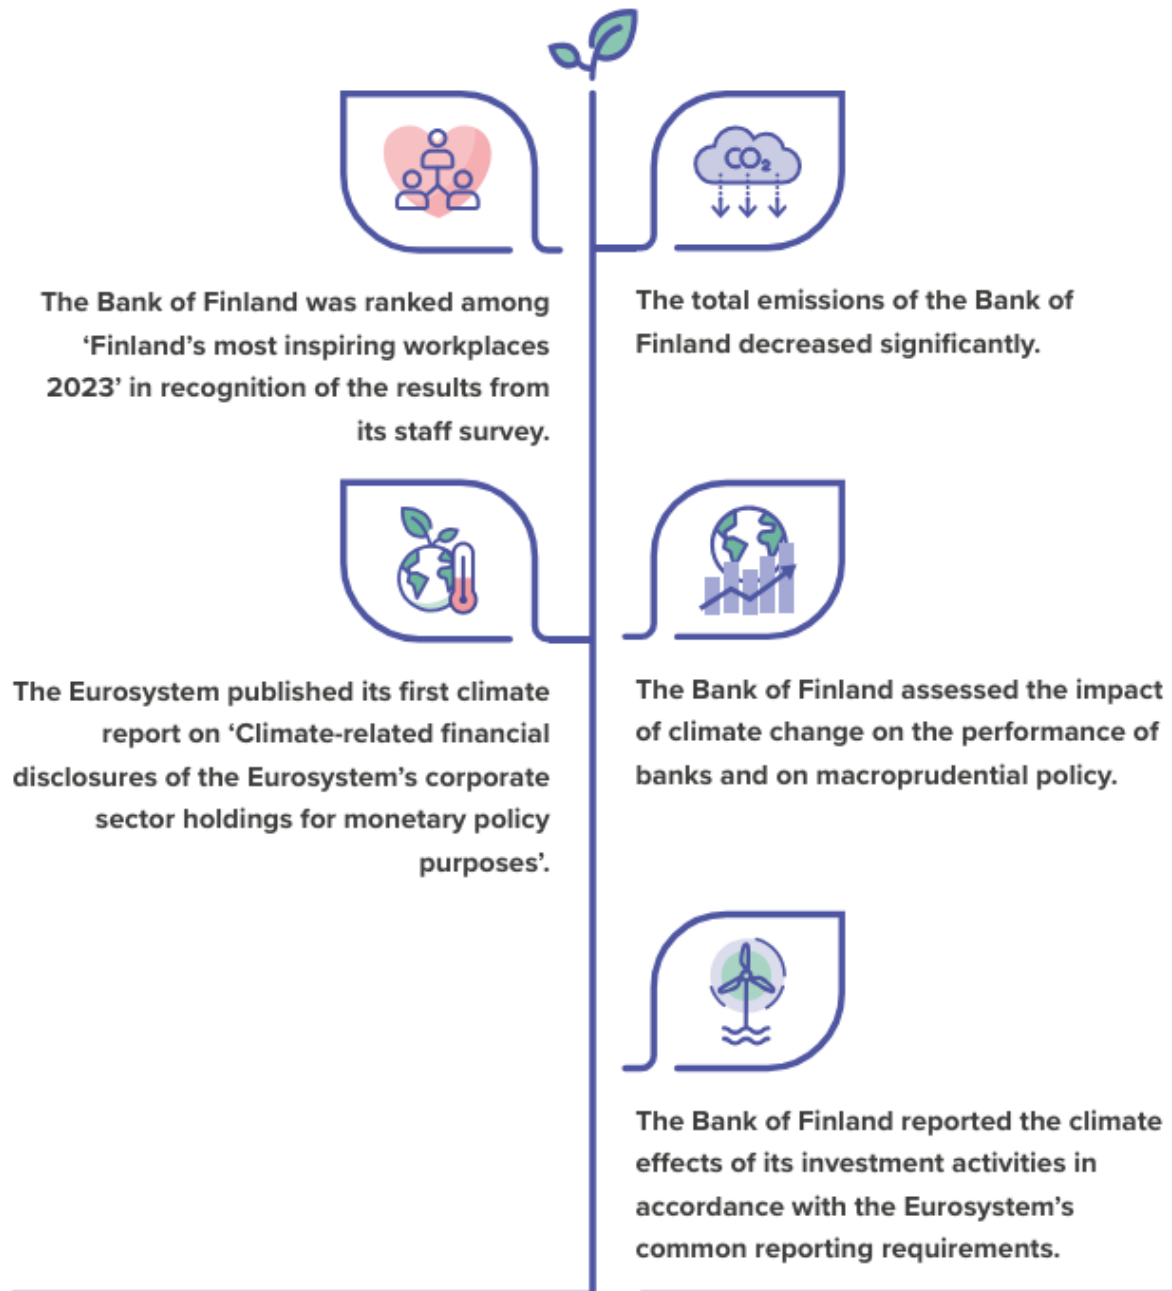 CO₂
The Bank of Finland was ranked among
‘Finland’s most inspiring workplaces
2023’ in recognition of the results from
its staff survey.
The total emissions of the Bank of
Finland decreased significantly.
The Eurosystem published its first climate
report on ‘Climate-related financial
disclosures of the Eurosystem’s corporate
sector holdings for monetary policy
purposes’.
The Bank of Finland assessed the impact
of climate change on the performance of
banks and on macroprudential policy.
The Bank of Finland reported the climate
effects of its investment activities in
accordance with the Eurosystem’s
common reporting requirements.